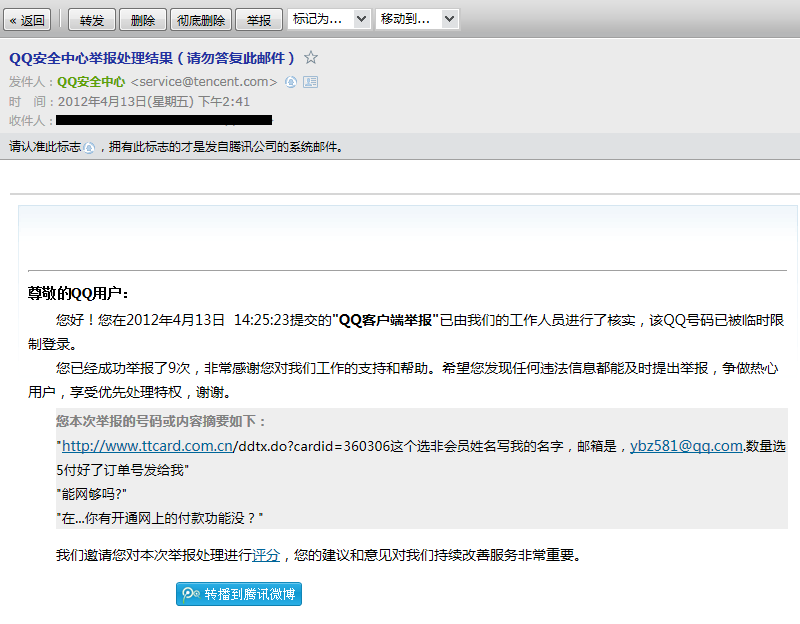 « 返回 转发 删除 彻底删除 举报 标记为... 移动到...
QQ安全中心举报处理结果（请勿答复此邮件）
发件人：QQ安全中心 <service@tencent.com>
时 间：2012年4月13日(星期五) 下午2:41
收件人：
请认准此标志 ，拥有此标志的才是发自腾讯公司的系统邮件。
尊敬的QQ用户：
您好！您在2012年4月13日 14:25:23提交的"QQ客户端举报"已由我们的工作人员进行了核实，该QQ号码已被临时限
制登录。
您已经成功举报了9次，非常感谢您对我们工作的支持和帮助。希望您发现任何违法信息都能及时提出举报，争做热心
用户，享受优先处理特权，谢谢。
您本次举报的号码或内容摘要如下：
"http://www.ttcard.com.cn/ddtx.do?cardid=360306这个选非会员姓名写我的名字，邮箱是，ybz581@qq.com.数量选
5付好了订单号发给我"
"能网够吗?"
"在...你有开通网上的付款功能没？"
我们邀请您对本次举报处理进行评分，您的建议和意见对我们持续改善服务非常重要。
转播到腾讯微博